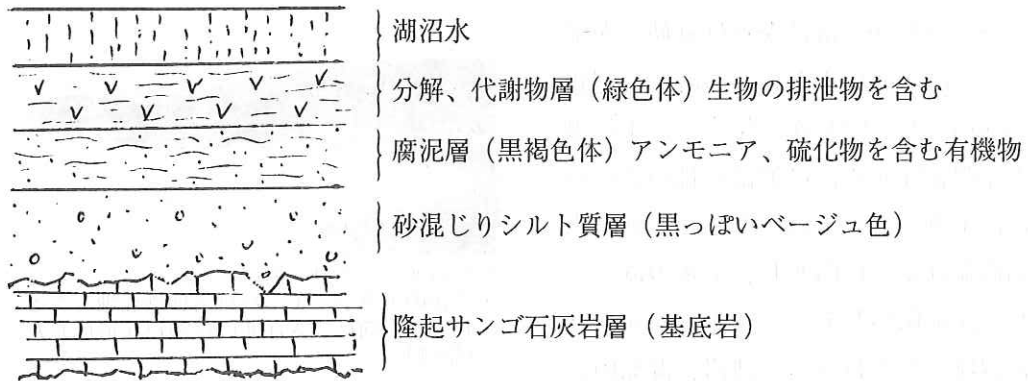 湖沼水
分解、代謝物層（緑色体）生物の排泄物を含む
腐泥層（黒褐色体）アンモニア、硫化物を含む有機物
砂混じりシルト質層（黒っぽいベージュ色）
隆起サンゴ石灰岩層（基底岩）